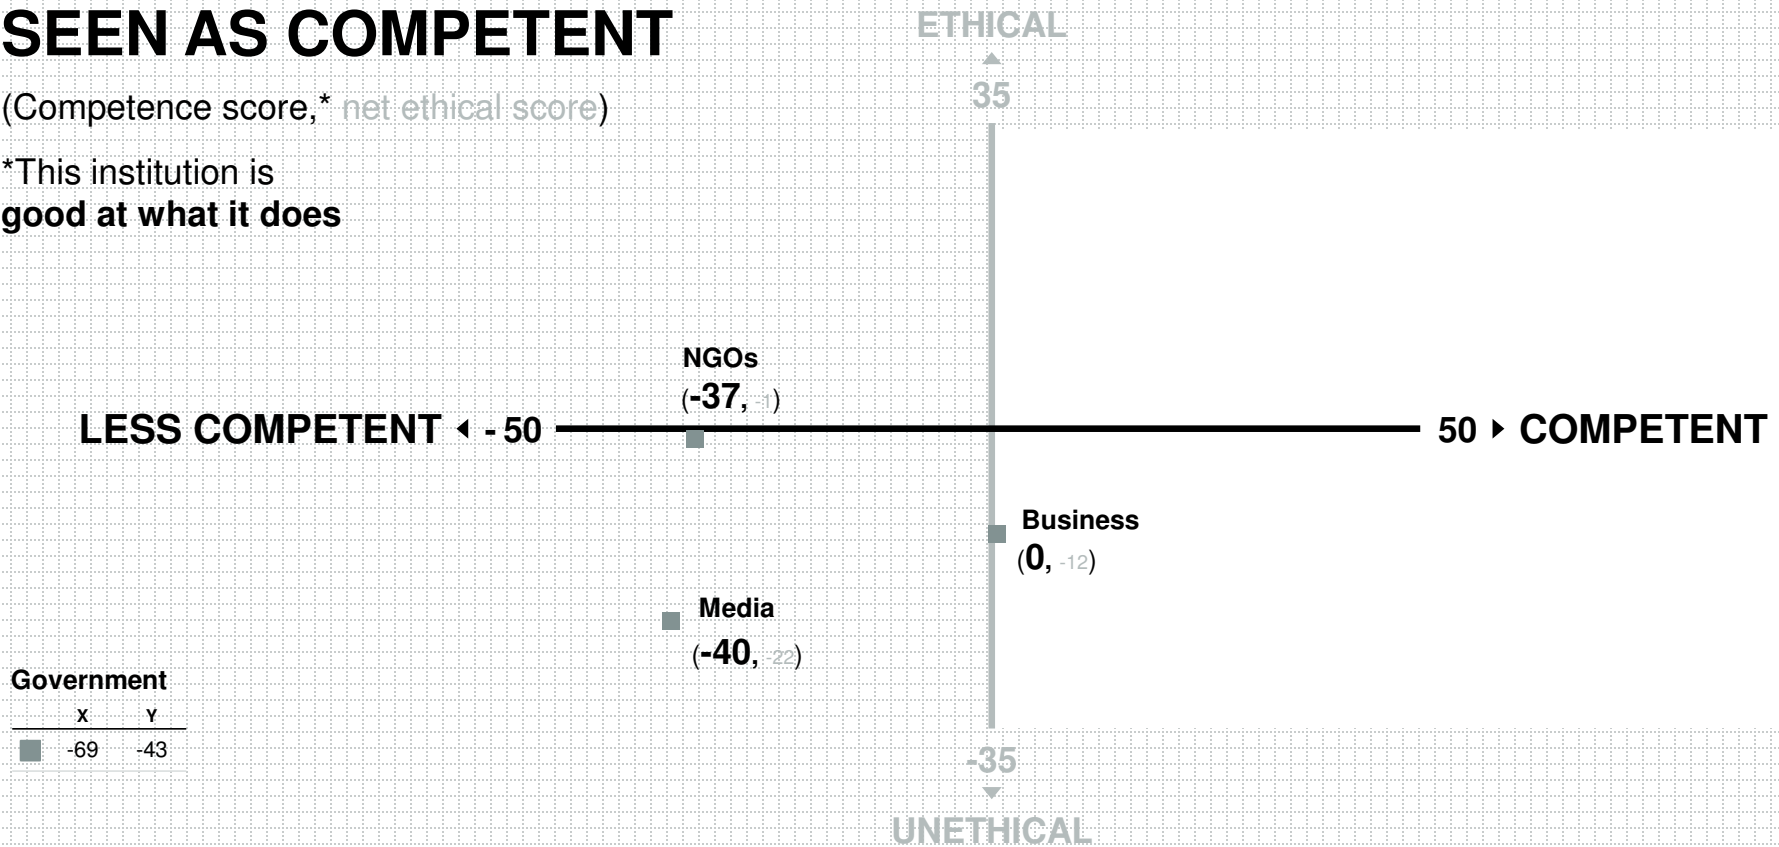 SEEN AS COMPETENT
(Competence score,* net ethical score)
*This institution is
good at what it does
ETHICAL
35
NGOs
(-37, -1)
LESS COMPETENT
- 50
50
COMPETENT
Business
(0, -12)
Media
(-40, -22)
Government
X Y
-69 -43
-35
UNETHICAL